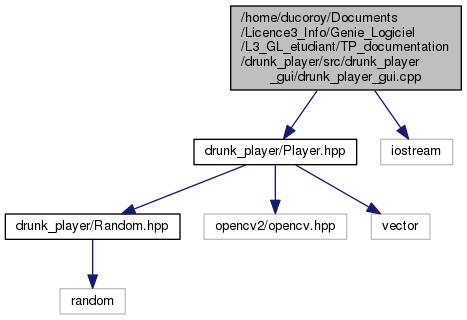 /home/ducoroy/Documents
/Licence3_Info/Genie_Logiciel
/L3_GL_etudiant/TP_documentation
/drunk_player/src/drunk_player
_gui/drunk_player_gui.cpp
drunk_player/Player.hpp
iostream
drunk_player/Random.hpp
opencv2/opencv.hpp
vector
random